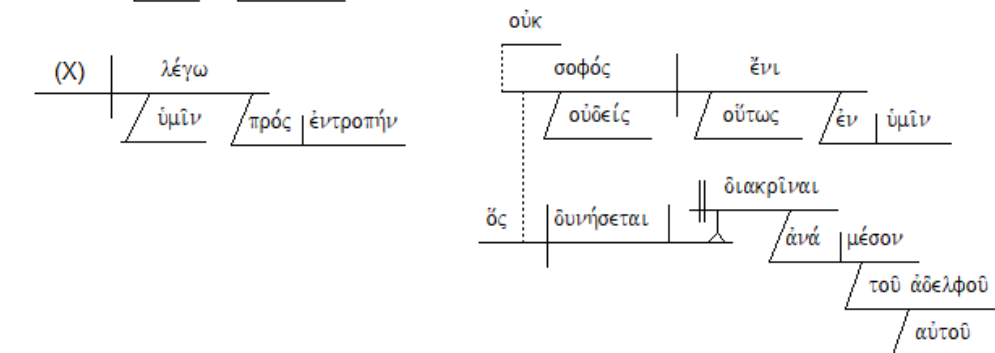 οὐκ
(X) λέγω
σοφός ἔνι
ὑμῖν πρός ἐντροπήν
οὐδείς οὕτως ἐν ὑμῖν
διακρῖναι
ὅς δυνήσεται
ἀνά μέσον
τοῦ ἀδελφοῦ
αὐτοῦ